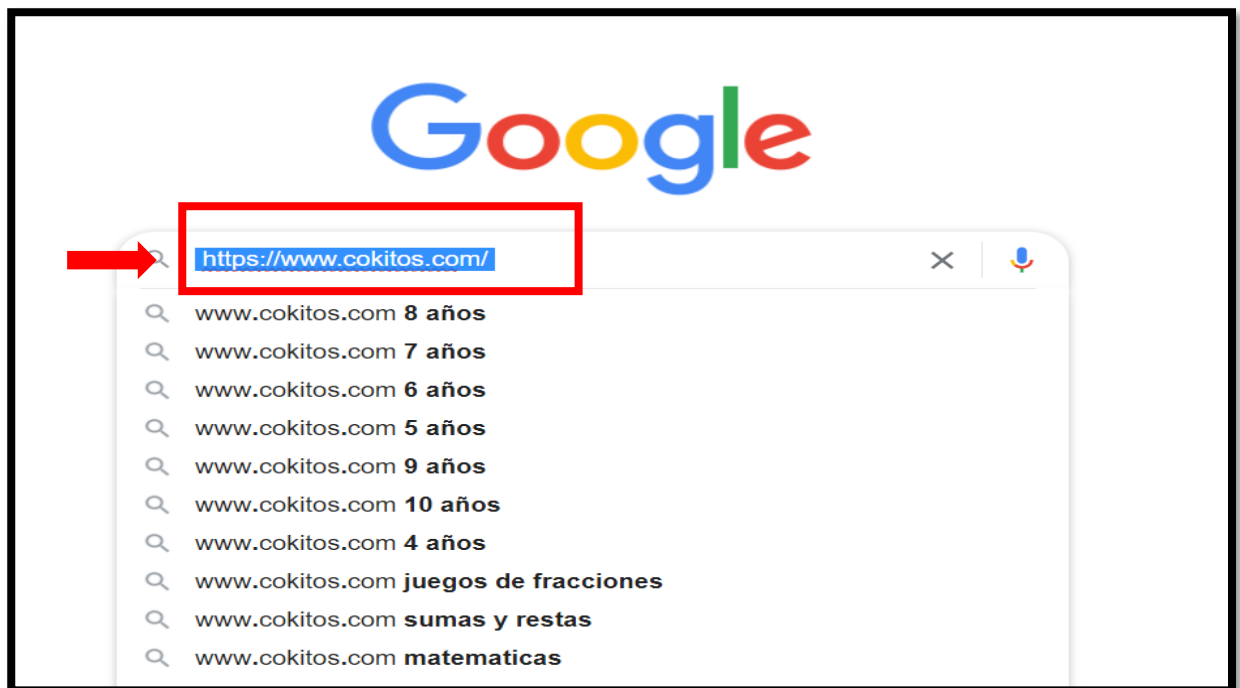 Google
https://www.cokitos.com/
www.cokitos.com 8 años
www.cokitos.com 7 años
www.cokitos.com 6 años
www.cokitos.com 5 años
www.cokitos.com 9 años
www.cokitos.com 10 años
www.cokitos.com 4 años
www.cokitos.com juegos de fracciones
www.cokitos.com sumas y restas
www.cokitos.com matematicas